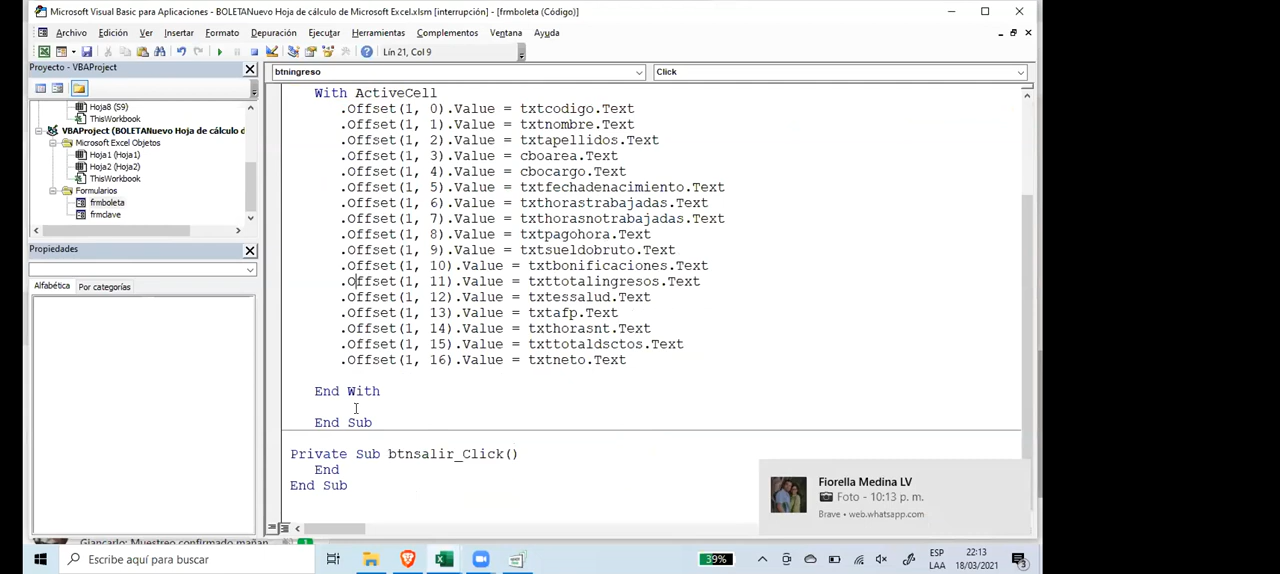 Microsoft Visual Basic para Aplicaciones - BOLETANuevo Hoja de cálculo de Microsoft Excel.xlsm [interrupción] - [frmboleta (Código)]
Archivo Edición Ver Insertar Formato Depuración Ejecutar Herramientas Complementos Ventana Ayuda
Lín 21, Col 9
Proyecto - VBAProject
btningreso Click
Hoja8 (S9)
ThisWorkbook
VBAProject (BOLETANuevo Hoja de cálculo d
Microsoft Excel Objetos
Hoja1 (Hoja1)
Hoja2 (Hoja2)
ThisWorkbook
Formularios
frmboleta
frmclave
Propiedades
Alfabética Por categorías
With ActiveCell
.Offset(1, 0).Value = txtcodigo.Text
.Offset(1, 1).Value = txtnombre.Text
.Offset(1, 2).Value = txtapellidos.Text
.Offset(1, 3).Value = cboarea.Text
.Offset(1, 4).Value = cbocargo.Text
.Offset(1, 5).Value = txtfechadenacimiento.Text
.Offset(1, 6).Value = txthorastrabajadas.Text
.Offset(1, 7).Value = txthorasnotrabajadas.Text
.Offset(1, 8).Value = txtpagohora.Text
.Offset(1, 9).Value = txtsueldobruto.Text
.Offset(1, 10).Value = txtbonificaciones.Text
.Offset(1, 11).Value = txttotalingresos.Text
.Offset(1, 12).Value = txtessalud.Text
.Offset(1, 13).Value = txtafp.Text
.Offset(1, 14).Value = txthorasnt.Text
.Offset(1, 15).Value = txttotaldsctos.Text
.Offset(1, 16).Value = txtneto.Text
End With
End Sub
Private Sub btnsalir_Click()
End
End Sub
Fiorella Medina LV
Foto - 10:13 p. m.
Brave • web.whatsapp.com
Giancarlo: Muestreo confirmado mañan
Escribe aquí para buscar
39%
ESP
LAA
22:13
18/03/2021
3